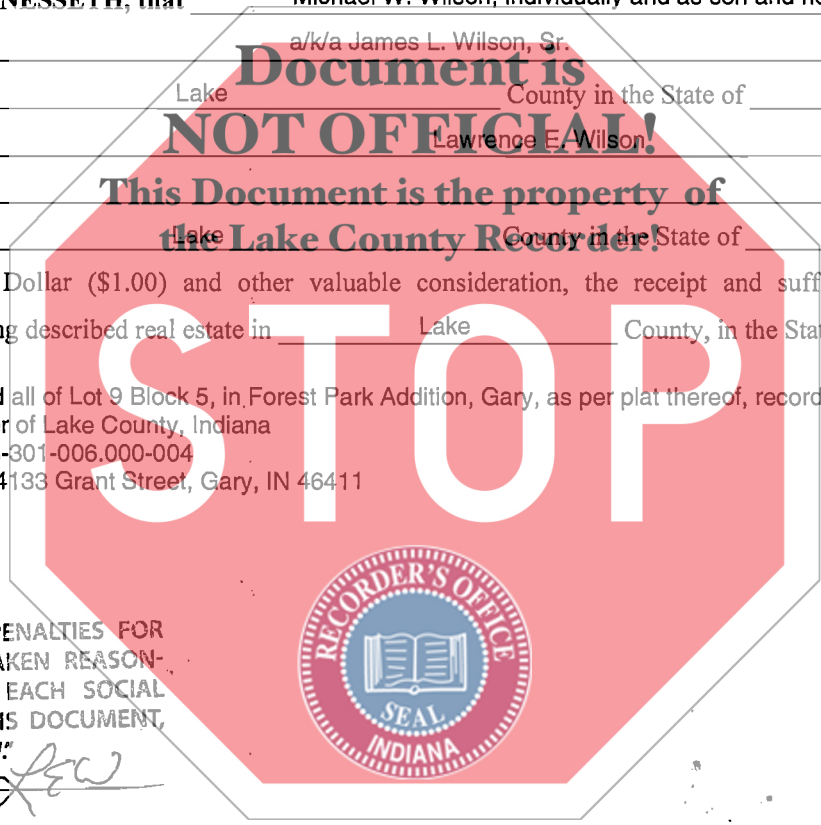 NESSETH, that Michael W. Wilson, individually and as son and
a/k/a James L. Wilson, Sr.
Document is
Lake County in the State of
NOT OFFICIAL!
Lawrence E. Wilson
This Document is the property of
the Lake County Recorder!
Lake County in the State of
Dollar ($1.00) and other valuable consideration, the receipt and suff
g described real estate in Lake County, in the Stat
all of Lot 9 Block 5, in Forest Park Addition, Gary, as per plat thereof, record
r of Lake County, Indiana
-301-006.000-004
4133 Grant Street, Gary, IN 46411
STOP
RECORDER'S OFFICE
SEAL
INDIANA
ENALTIES FOR
AKEN REASON-
EACH SOCIAL
IS DOCUMENT,
LEW